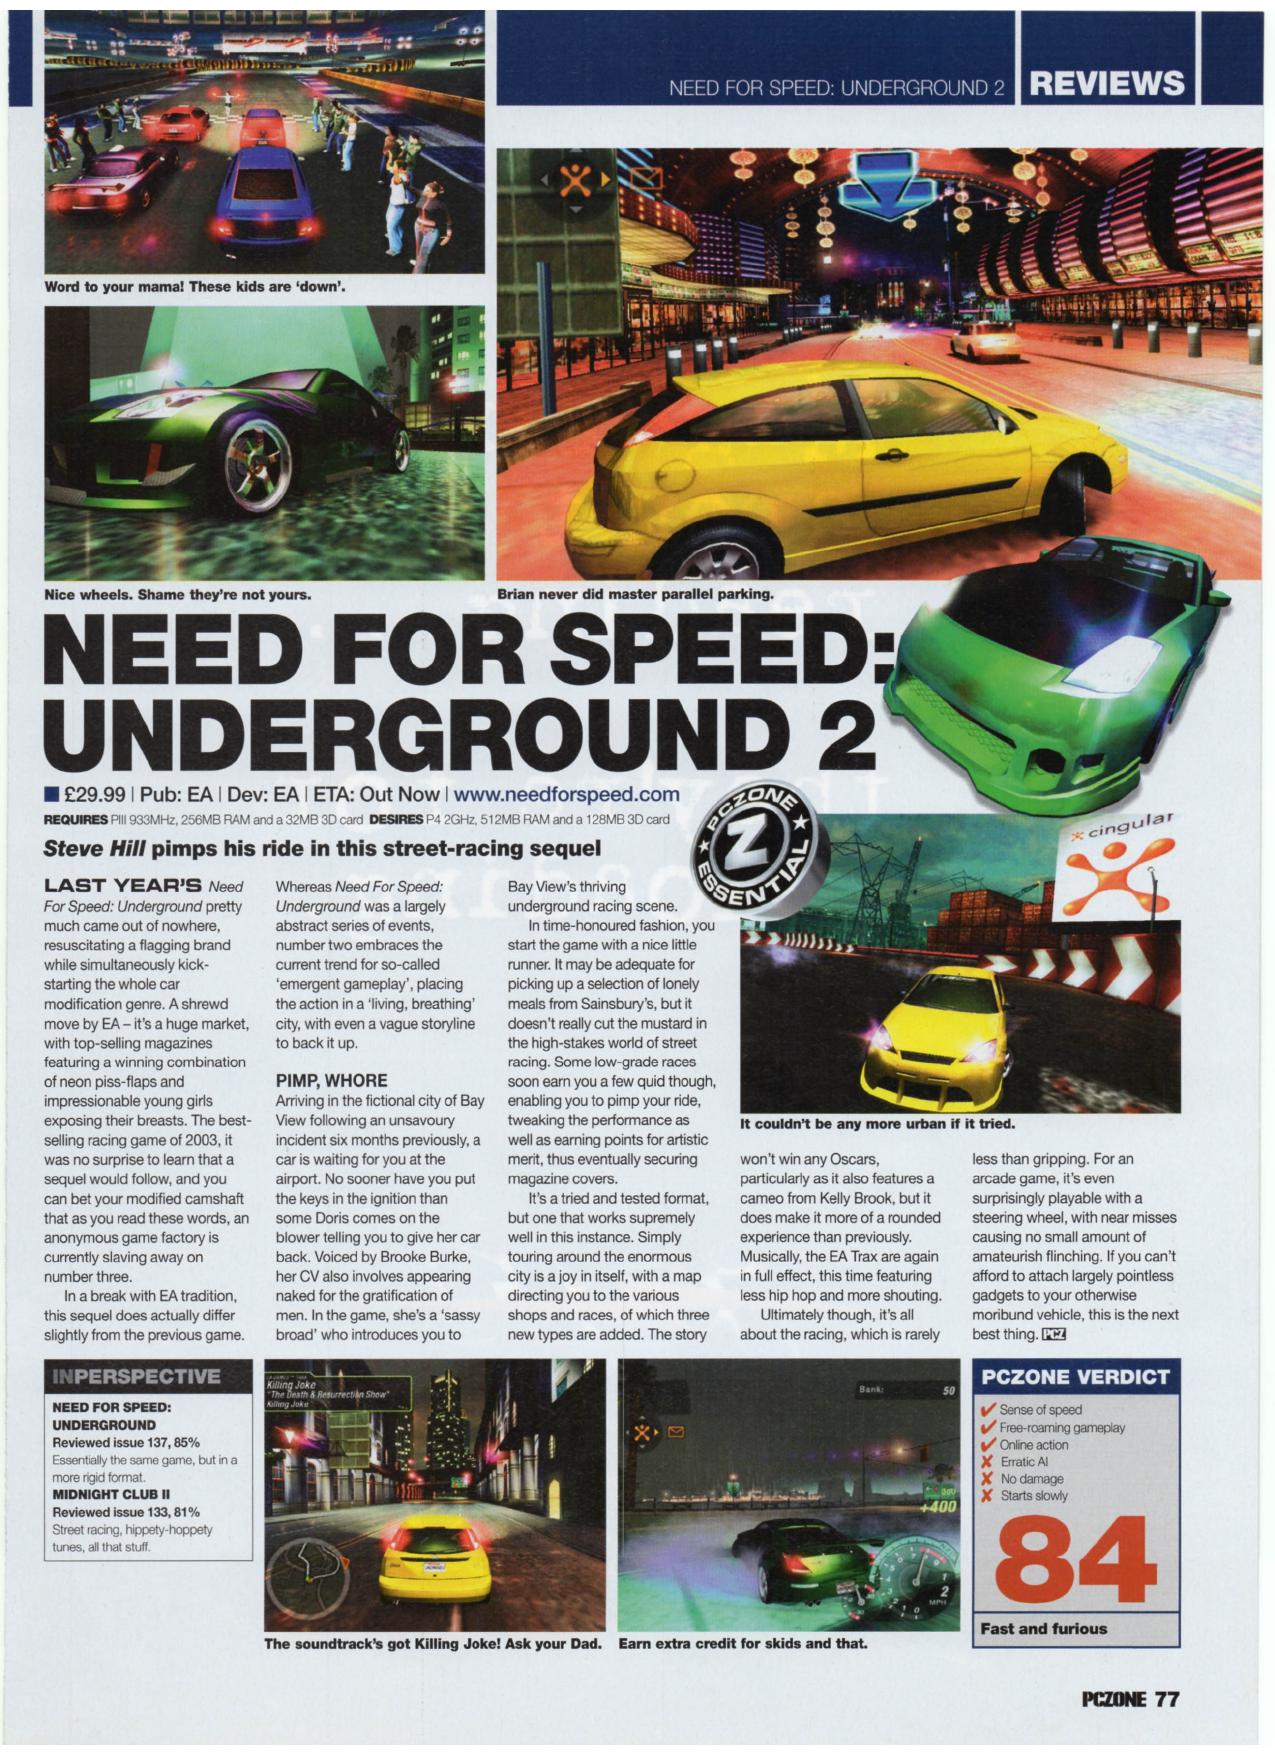 NEED FOR SPEED: UNDERGROUND 2
REVIEWS
Word to your mama! These kids are ‘down’.
Nice wheels. Shame they’re not yours.
Brian never did master parallel parking.
NEED FOR SPEED:
UNDERGROUND 2
£29.99 | Pub: EA | Dev: EA | ETA: Out Now | www.needforspeed.com
REQUIRES PIII 933MHz, 256MB RAM and a 32MB 3D card DESIRES P4 2GHz, 512MB RAM and a 128MB 3D card
Steve Hill pimps his ride in this street-racing sequel
PCZONE
Z
ESSENTIAL
cingular
LAST YEAR’S Need
For Speed: Underground pretty
much came out of nowhere,
resuscitating a flagging brand
while simultaneously kick-
starting the whole car
modification genre. A shrewd
move by EA – it’s a huge market,
with top-selling magazines
featuring a winning combination
of neon piss-flaps and
impressionable young girls
exposing their breasts. The best-
selling racing game of 2003, it
was no surprise to learn that a
sequel would follow, and you
can bet your modified camshaft
that as you read these words, an
anonymous game factory is
currently slaving away on
number three.
In a break with EA tradition,
this sequel does actually differ
slightly from the previous game.
Whereas Need For Speed:
Underground was a largely
abstract series of events,
number two embraces the
current trend for so-called
‘emergent gameplay’, placing
the action in a ‘living, breathing’
city, with even a vague storyline
to back it up.
PIMP, WHORE
Arriving in the fictional city of Bay
View following an unsavoury
incident six months previously, a
car is waiting for you at the
airport. No sooner have you put
the keys in the ignition than
some Doris comes on the
blower telling you to give her car
back. Voiced by Brooke Burke,
her CV also involves appearing
naked for the gratification of
men. In the game, she’s a ‘sassy
broad’ who introduces you to
Bay View’s thriving
underground racing scene.
In time-honoured fashion, you
start the game with a nice little
runner. It may be adequate for
picking up a selection of lonely
meals from Sainsbury’s, but it
doesn’t really cut the mustard in
the high-stakes world of street
racing. Some low-grade races
soon earn you a few quid though,
enabling you to pimp your ride,
tweaking the performance as
well as earning points for artistic
merit, thus eventually securing
magazine covers.
It’s a tried and tested format,
but one that works supremely
well in this instance. Simply
touring around the enormous
city is a joy in itself, with a map
directing you to the various
shops and races, of which three
new types are added. The story
It couldn’t be any more urban if it tried.
won’t win any Oscars,
particularly as it also features a
cameo from Kelly Brook, but it
does make it more of a rounded
experience than previously.
Musically, the EA Trax are again
in full effect, this time featuring
less hip hop and more shouting.
Ultimately though, it’s all
about the racing, which is rarely
less than gripping. For an
arcade game, it’s even
surprisingly playable with a
steering wheel, with near misses
causing no small amount of
amateurish flinching. If you can’t
afford to attach largely pointless
gadgets to your otherwise
moribund vehicle, this is the next
best thing. PCZ
INPERSPECTIVE
NEED FOR SPEED:
UNDERGROUND
Reviewed issue 137, 85%
Essentially the same game, but in a
more rigid format.
MIDNIGHT CLUB II
Reviewed issue 133, 81%
Street racing, hippety-hoppety
tunes, all that stuff.
Killing Joke
"The Death & Resurrection Show"
Killing Joke
The soundtrack’s got Killing Joke! Ask your Dad.
Bank: 50
+400
2
MPH
Earn extra credit for skids and that.
PCZONE VERDICT
✔ Sense of speed
✔ Free-roaming gameplay
✔ Online action
✘ Erratic AI
✘ No damage
✘ Starts slowly
84
Fast and furious
PCZONE 77